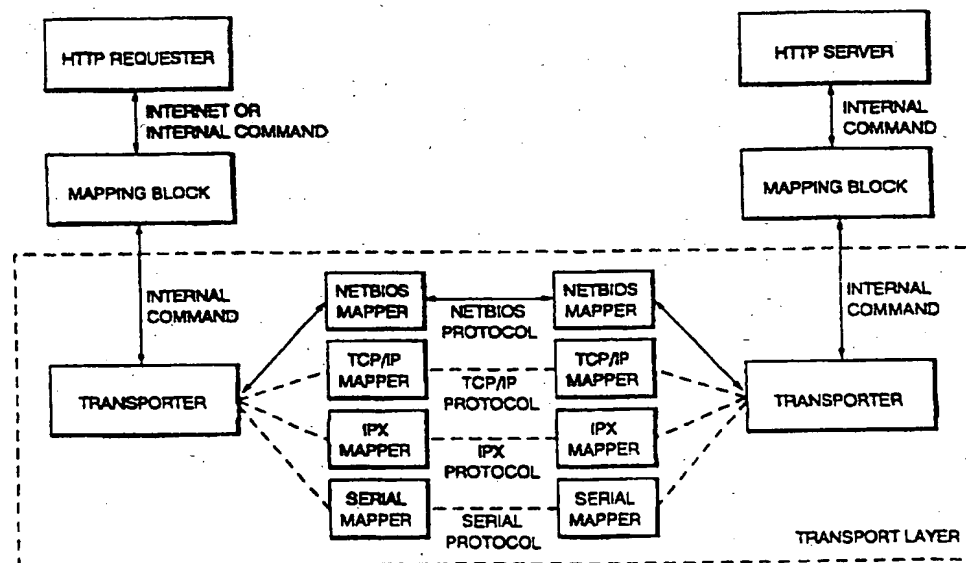 HTTP REQUESTER
HTTP SERVER
INTERNET OR
INTERNAL COMMAND
INTERNAL
COMMAND
MAPPING BLOCK
MAPPING BLOCK
INTERNAL
COMMAND
NETBIOS
MAPPER
NETBIOS
PROTOCOL
NETBIOS
MAPPER
INTERNAL
COMMAND
TRANSPORTER
TCP/IP
MAPPER
TCP/IP
PROTOCOL
TCP/IP
MAPPER
TRANSPORTER
IPX
MAPPER
IPX
PROTOCOL
IPX
MAPPER
SERIAL
MAPPER
SERIAL
PROTOCOL
SERIAL
MAPPER
TRANSPORT LAYER